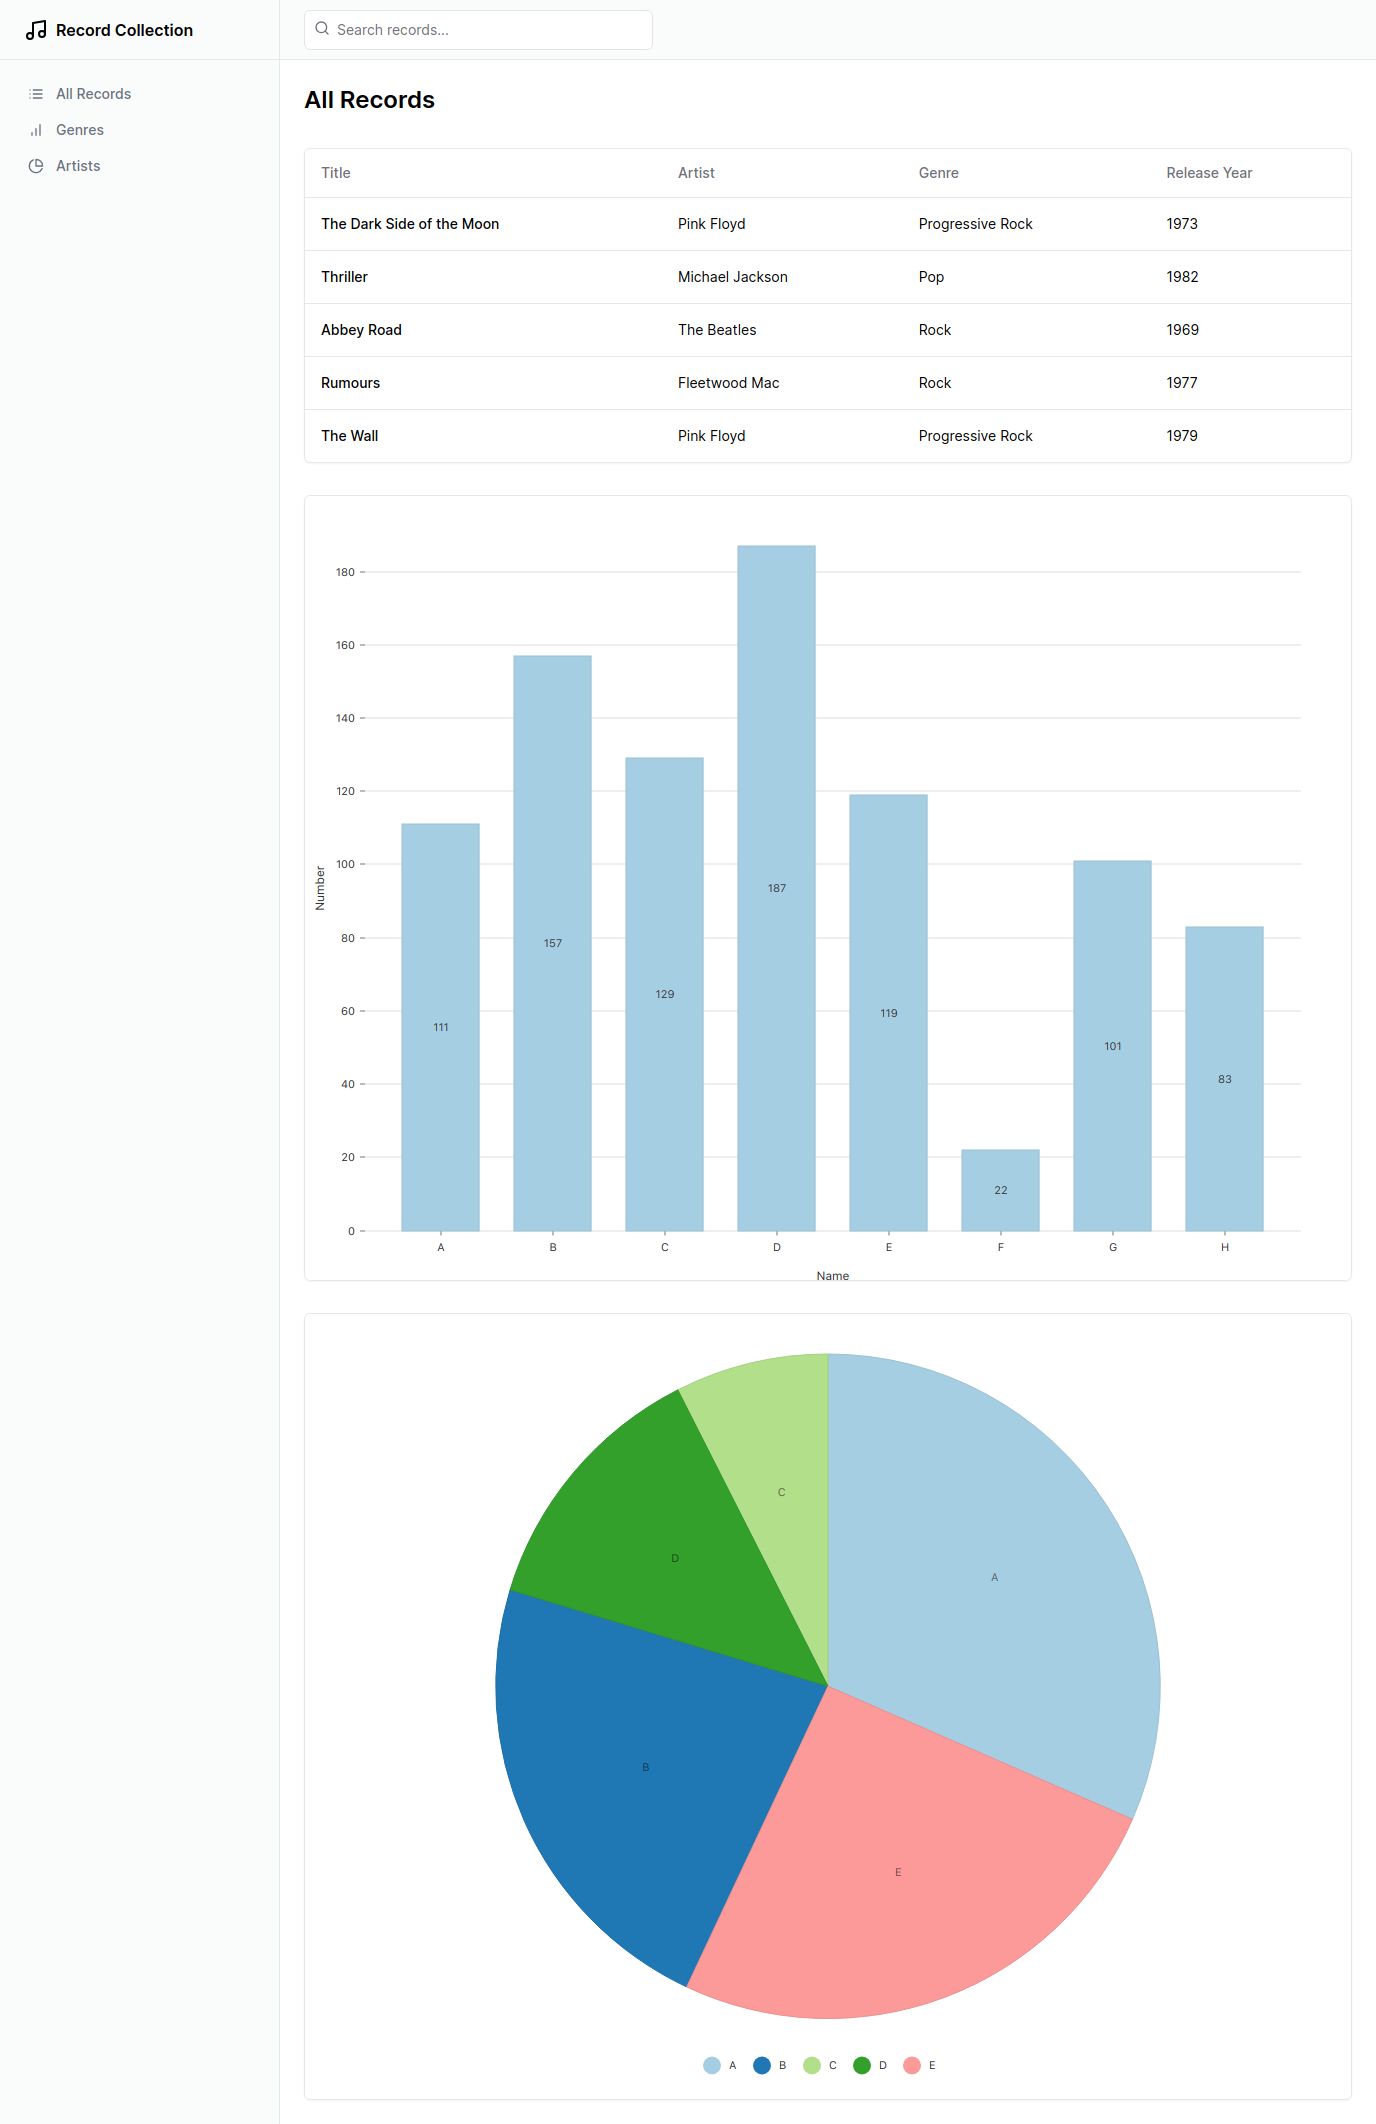 Record Collection
Search records...
All Records
Genres
Artists
All Records
Title Artist Genre Release Year
The Dark Side of the Moon Pink Floyd Progressive Rock 1973
Thriller Michael Jackson Pop 1982
Abbey Road The Beatles Rock 1969
Rumours Fleetwood Mac Rock 1977
The Wall Pink Floyd Progressive Rock 1979
180
160
140
120
100
80
60
40
20
0
Number
111
157
129
187
119
22
101
83
A B C D E F G H
Name
C
D
A
B
E
A B C D E